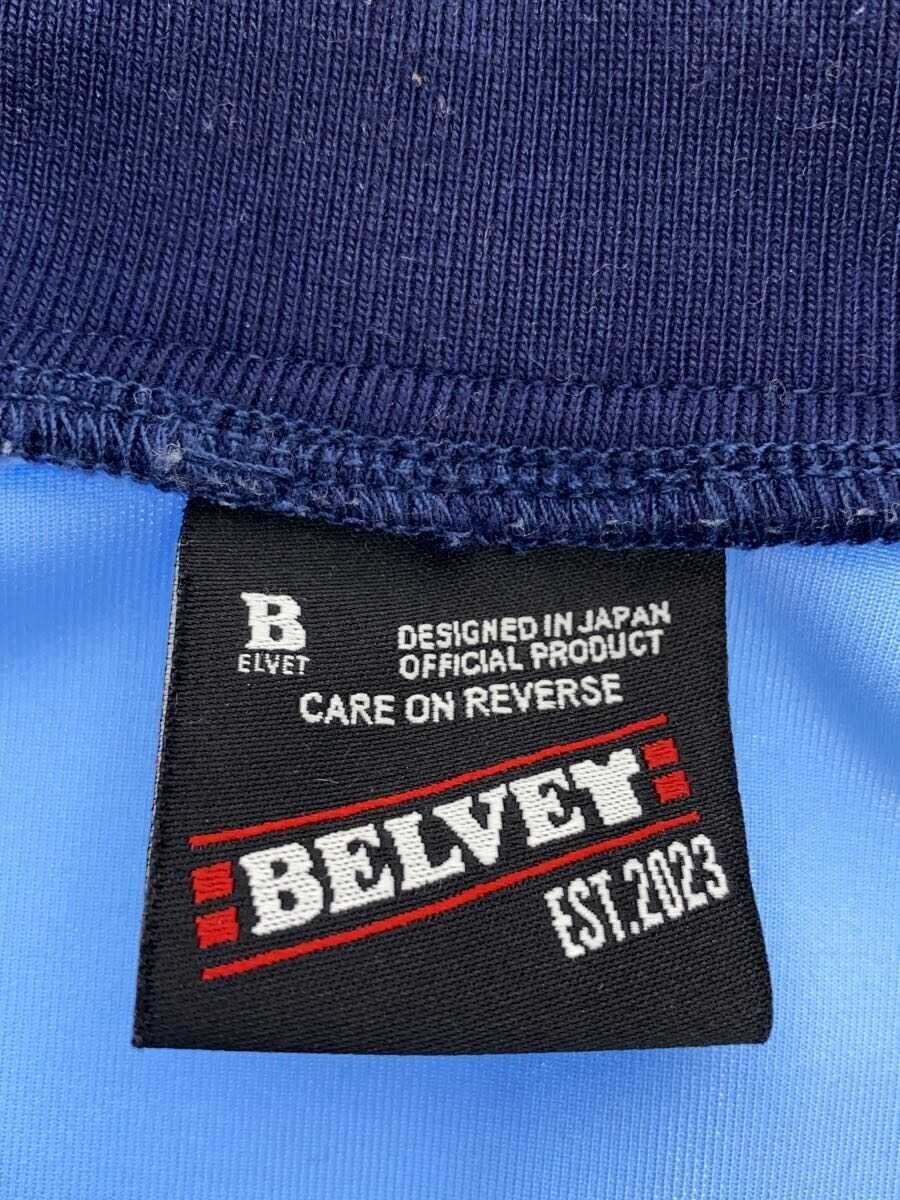 B
ELVET
DESIGNED IN JAPAN
OFFICIAL PRODUCT
CARE ON REVERSE
BELVET
EST.2023